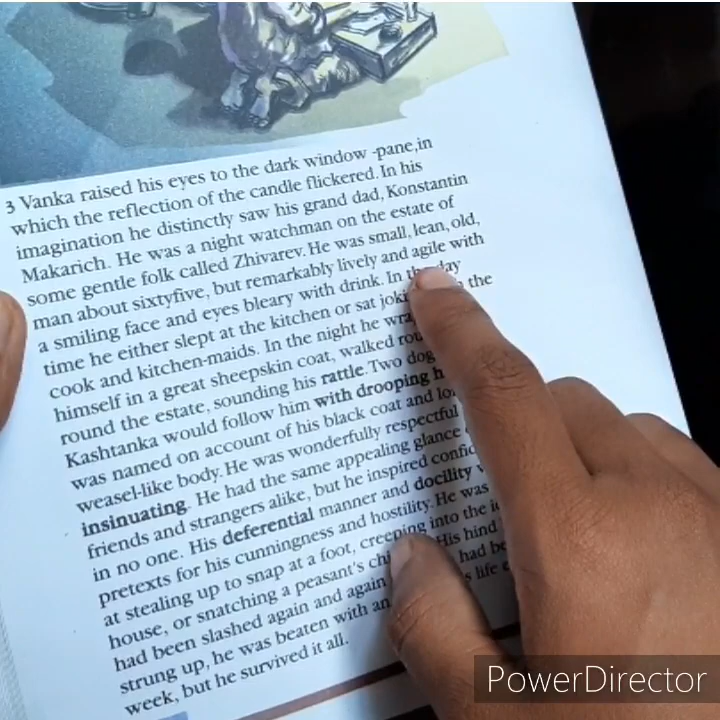 3 Vanka raised his eyes to the dark window -pane,in
which the reflection of the candle flickered.In his
imagination he distinctly saw his grand dad, Konstantin
Makarich. He was a night watchman on the estate of
some gentle folk called Zhivarev.He was small, lean, old,
man about sixtyfive, but remarkably lively and agile with
a smiling face and eyes bleary with drink. In day
time he either slept at the kitchen or sat the
cook and kitchen-maids. In the night he
himself in a great sheepskin coat, walked
round the estate, sounding his rattle.Two
Kashtanka would follow him with drooping
was named on account of his black coat and
weasel-like body.He was wonderfully respectful
insinuating. He had the same appealing glance
friends and strangers alike, but he inspired
in no one. His deferential manner and docility
pretexts for his cunningness and hostility.He was
at stealing up to snap at a foot, creeping into the
house, or snatching a peasant's His hind
had been slashed again and again had
strung up, he was beaten with life
week, but he survived it all.
PowerDirector